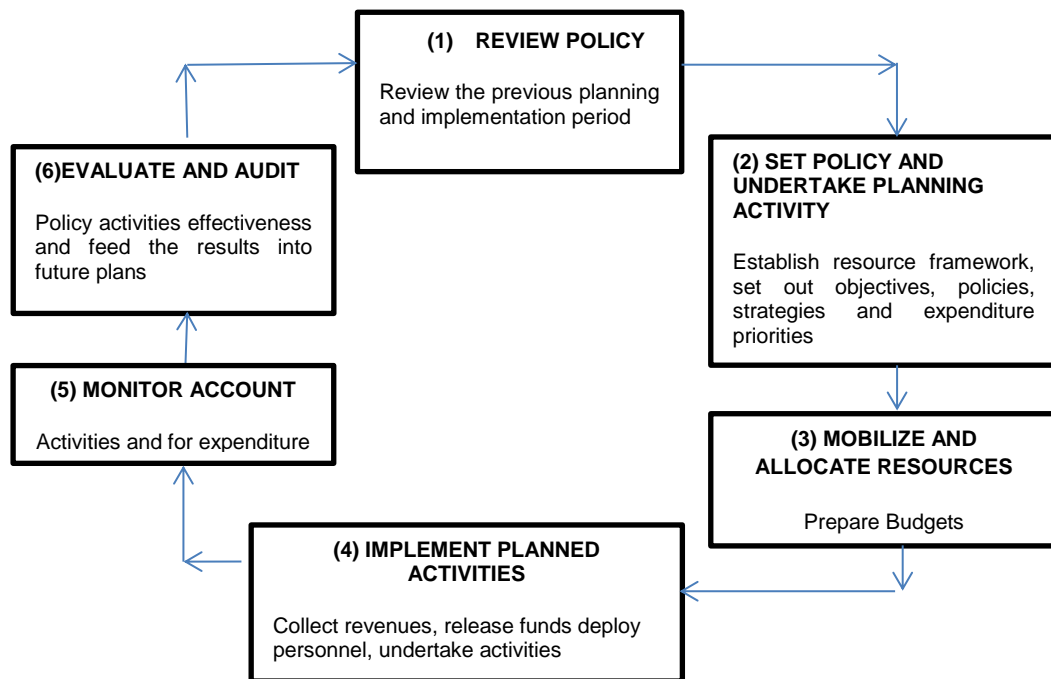 (1) REVIEW POLICY
Review the previous planning
and implementation period
(2) SET POLICY AND
UNDERTAKE PLANNING
ACTIVITY
Establish resource framework,
set out objectives, policies,
strategies and expenditure
priorities
(3) MOBILIZE AND
ALLOCATE RESOURCES
Prepare Budgets
(4) IMPLEMENT PLANNED
ACTIVITIES
Collect revenues, release funds deploy
personnel, undertake activities
(5) MONITOR ACCOUNT
Activities and for expenditure
(6)EVALUATE AND AUDIT
Policy activities effectiveness
and feed the results into
future plans